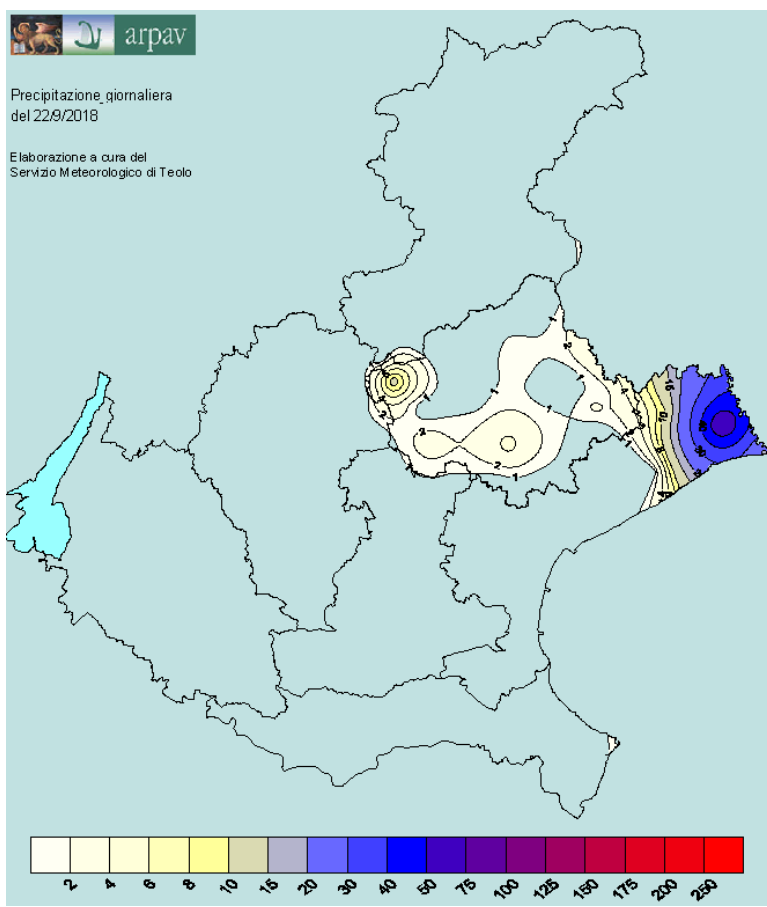 arpav
Precipitazione giornaliera
del 22/9/2018
Elaborazione a cura del
Servizio Meteorologico di Teolo
2 4 6 8 10 15 20 30 40 50 75 100 125 150 175 200 250